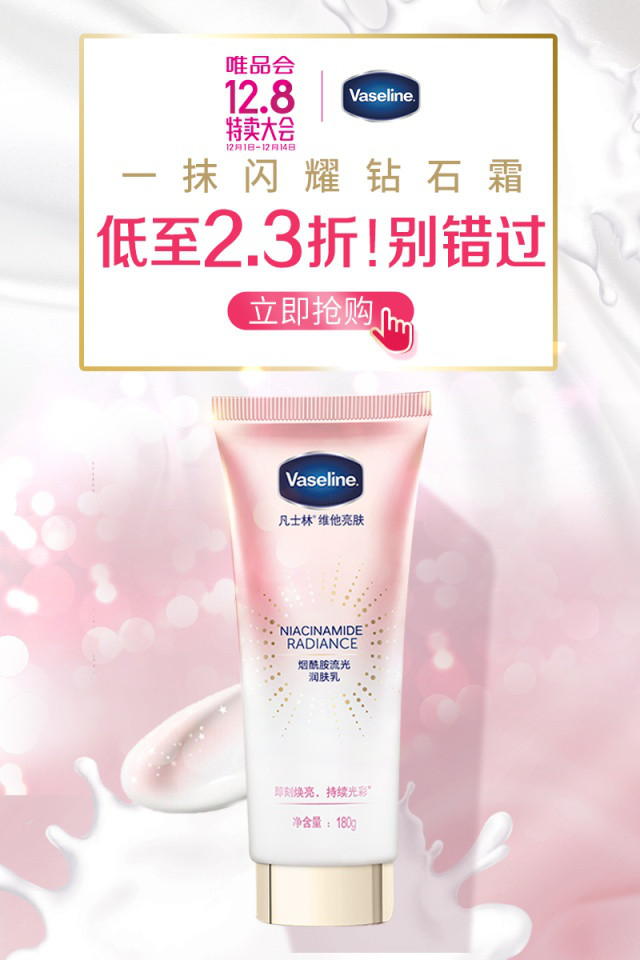 唯品会
12.8
特卖大会
12月1日-12月14日
Vaseline.
一抹闪耀钻石霜
低至2.3折!别错过
立即抢购
Vaseline.
凡士林®维他亮肤
NIACINAMIDE
RADIANCE
烟酰胺流光
润肤乳
即刻焕亮、持续光彩*
净含量：180g